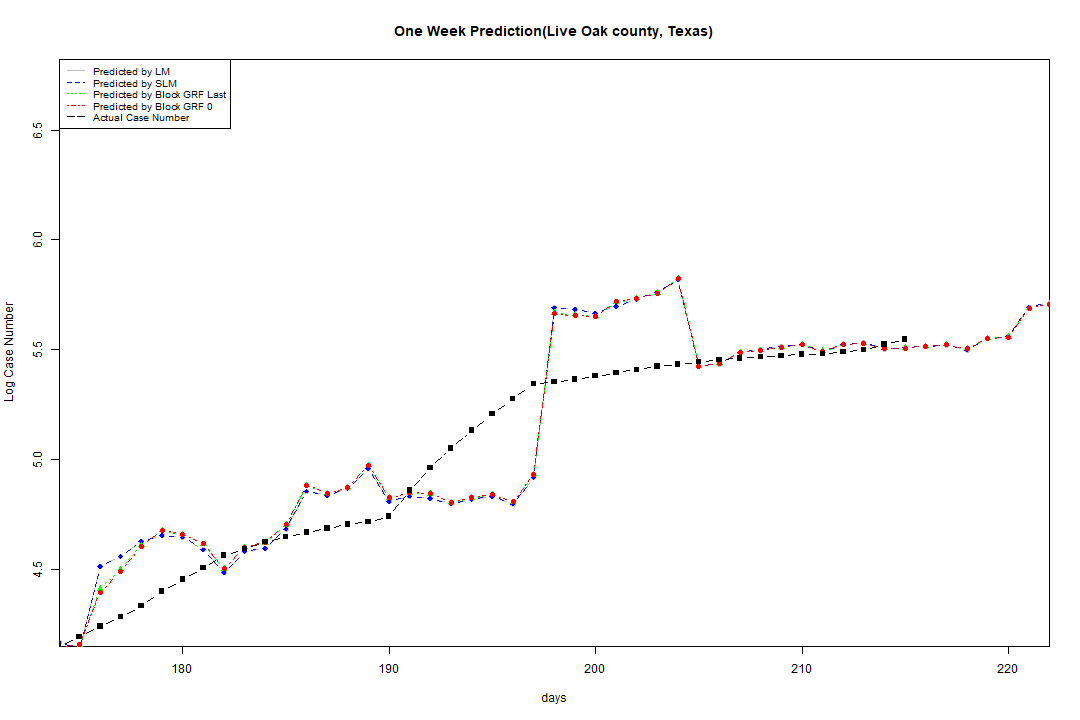 One Week Prediction(Live Oak county, Texas)
Predicted by LM
Predicted by SLM
Predicted by Block GRF Last
Predicted by Block GRF 0
Actual Case Number
6.5
6.0
5.5
5.0
4.5
Log Case Number
180 190 200 210 220
days